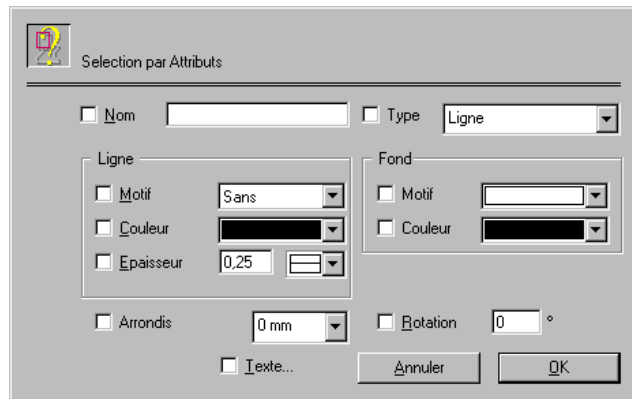 Selection par Attributs
Nom
Type Ligne
Ligne
Fond
Motif Sans
Motif
Couleur
Couleur
Epaisseur 0,25
Arrondis 0 mm
Rotation 0 °
Texte...
Annuler
OK